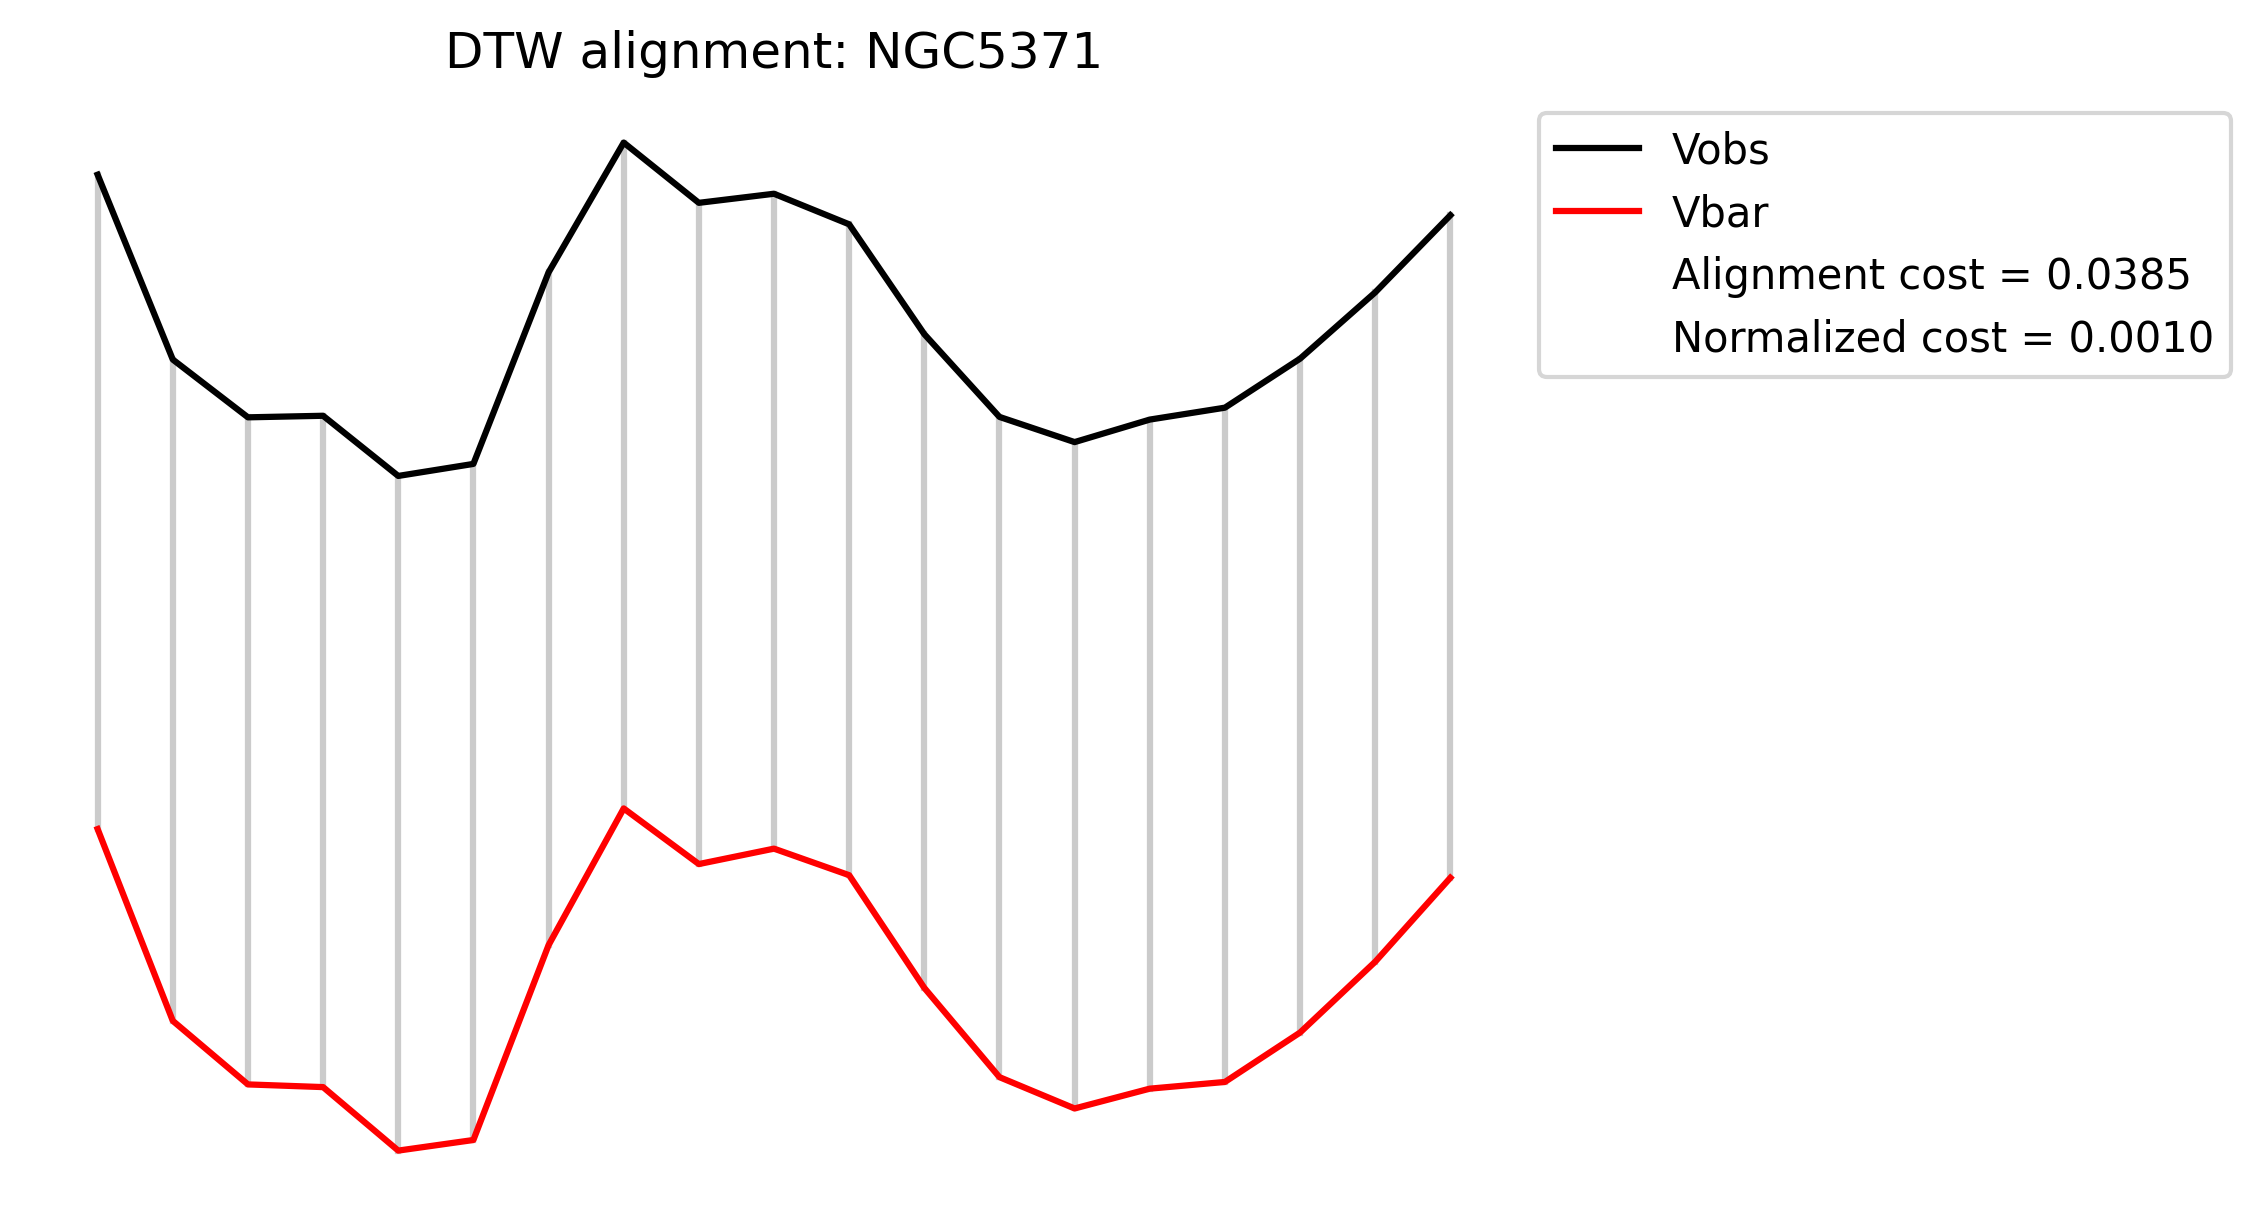 DTW alignment: NGC5371
Vobs
Vbar
Alignment cost = 0.0385
Normalized cost = 0.0010